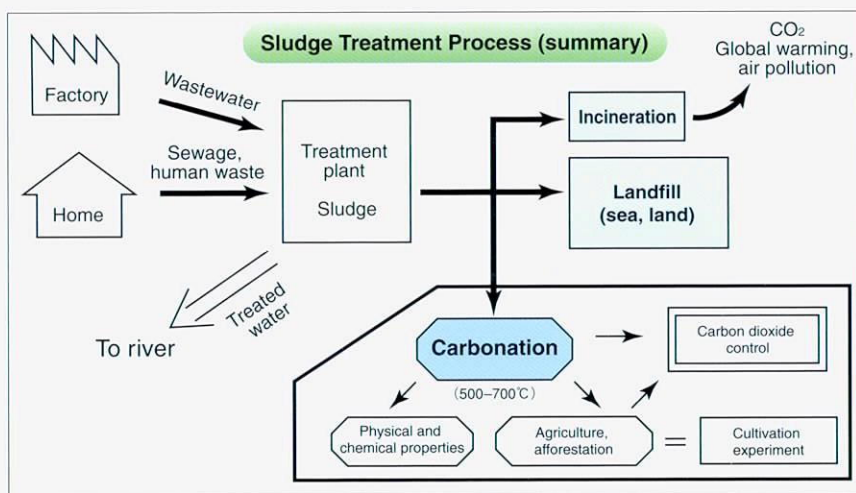 Sludge Treatment Process (summary)
CO₂
Global warming,
air pollution
Factory
Wastewater
Sewage,
human waste
Home
Treatment
plant
Sludge
Incineration
Landfill
(sea, land)
Treated
water
To river
Carbonation
(500–700℃)
Carbon dioxide
control
Physical and
chemical properties
Agriculture,
afforestation
=
Cultivation
experiment